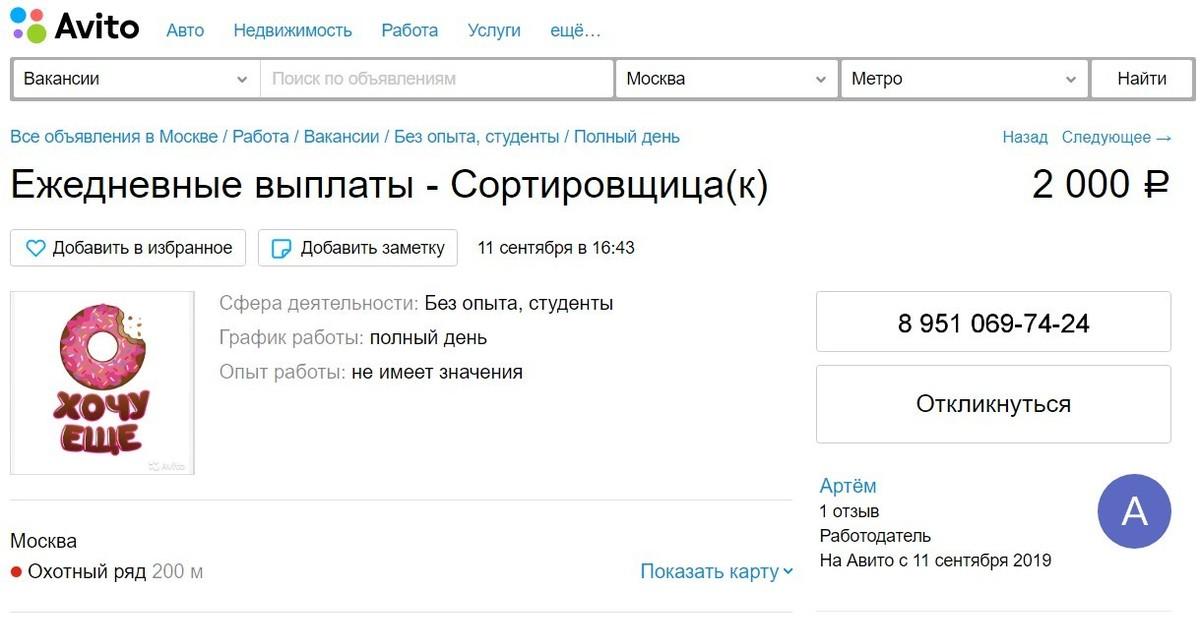 Avito Авто Недвижимость Работа Услуги ещё...
Вакансии Поиск по объявлениям Москва Метро Найти
Все объявления в Москве / Работа / Вакансии / Без опыта, студенты / Полный день Назад Следующее →
Ежедневные выплаты - Сортировщица(к) 2 000 ₽
Добавить в избранное Добавить заметку 11 сентября в 16:43
Сфера деятельности: Без опыта, студенты
График работы: полный день
Опыт работы: не имеет значения
ХОЧУ
ЕЩЕ
Avito
8 951 069-74-24
Откликнуться
Артём
1 отзыв
Работодатель
На Авито с 11 сентября 2019
А
Москва
Охотный ряд 200 м Показать карту